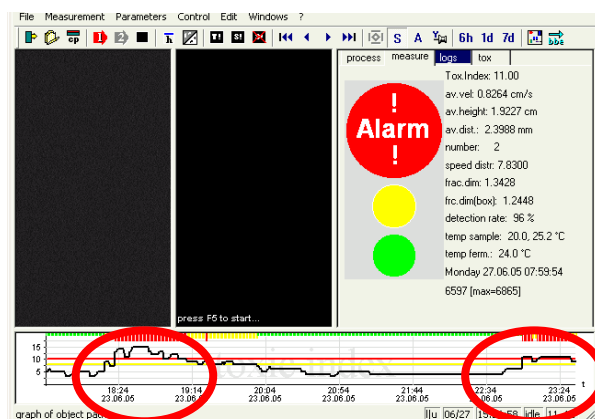 File Measurement Parameters Control Edit Windows ?
S A 6h 1d 7d
process measure logs tox
Tox.Index: 11.00
av.vel: 0.8264 cm/s
! Alarm !
av.height: 1.9227 cm
av.dist.: 2.3988 mm
number: 2
speed distr: 7.8300
frac.dim: 1.3428
frc.dim(box): 1.2448
detection rate: 96 %
temp sample: 20.0, 25.2 °C
temp ferm.: 24.0 °C
Monday 27.06.05 07:59:54
6597 [max=6865]
press F5 to start...
15
10
5
toxic index
t
18:24 19:14 20:04 20:54 21:44 22:34 23:24
23.06.05 23.06.05 23.06.05 23.06.05 23.06.05 23.06.05 23.06.05
graph of object 06/27 idle